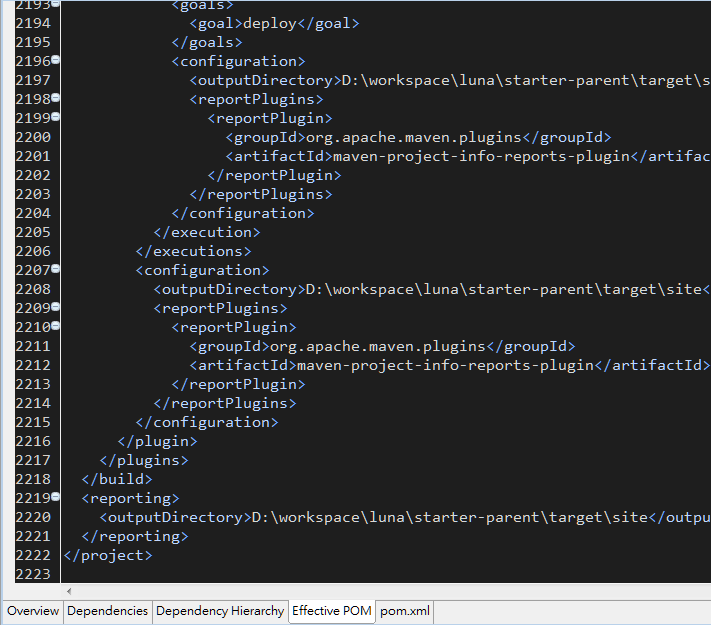 2193 <goals>
2194 <goal>deploy</goal>
2195 </goals>
2196 <configuration>
2197 <outputDirectory>D:\workspace\luna\starter-parent\target\s
2198 <reportPlugins>
2199 <reportPlugin>
2200 <groupId>org.apache.maven.plugins</groupId>
2201 <artifactId>maven-project-info-reports-plugin</artifac
2202 </reportPlugin>
2203 </reportPlugins>
2204 </configuration>
2205 </execution>
2206 </executions>
2207 <configuration>
2208 <outputDirectory>D:\workspace\luna\starter-parent\target\site<
2209 <reportPlugins>
2210 <reportPlugin>
2211 <groupId>org.apache.maven.plugins</groupId>
2212 <artifactId>maven-project-info-reports-plugin</artifactId>
2213 </reportPlugin>
2214 </reportPlugins>
2215 </configuration>
2216 </plugin>
2217 </plugins>
2218 </build>
2219 <reporting>
2220 <outputDirectory>D:\workspace\luna\starter-parent\target\site</outpu
2221 </reporting>
2222 </project>
2223
Overview Dependencies Dependency Hierarchy Effective POM pom.xml